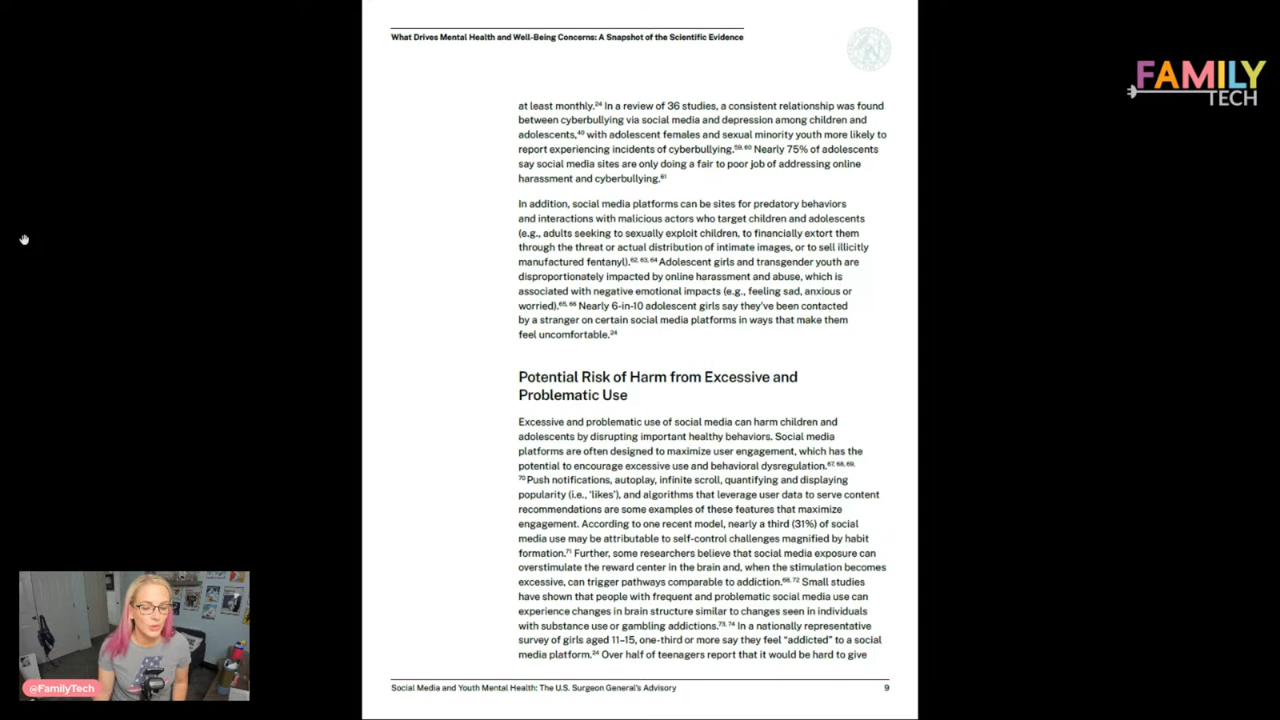 What Drives Mental Health and Well-Being Concerns: A Snapshot of the Scientific Evidence
FAMILY
TECH
at least monthly.24 In a review of 36 studies, a consistent relationship was found
between cyberbullying via social media and depression among children and
adolescents,40 with adolescent females and sexual minority youth more likely to
report experiencing incidents of cyberbullying.59, 60 Nearly 75% of adolescents
say social media sites are only doing a fair to poor job of addressing online
harassment and cyberbullying.61
In addition, social media platforms can be sites for predatory behaviors
and interactions with malicious actors who target children and adolescents
(e.g., adults seeking to sexually exploit children, to financially extort them
through the threat or actual distribution of intimate images, or to sell illicitly
manufactured fentanyl).62, 63, 64 Adolescent girls and transgender youth are
disproportionately impacted by online harassment and abuse, which is
associated with negative emotional impacts (e.g., feeling sad, anxious or
worried).65, 66 Nearly 6-in-10 adolescent girls say they've been contacted
by a stranger on certain social media platforms in ways that make them
feel uncomfortable.24
Potential Risk of Harm from Excessive and
Problematic Use
Excessive and problematic use of social media can harm children and
adolescents by disrupting important healthy behaviors. Social media
platforms are often designed to maximize user engagement, which has the
potential to encourage excessive use and behavioral dysregulation.67, 68, 69,
70 Push notifications, autoplay, infinite scroll, quantifying and displaying
popularity (i.e., 'likes'), and algorithms that leverage user data to serve content
recommendations are some examples of these features that maximize
engagement. According to one recent model, nearly a third (31%) of social
media use may be attributable to self-control challenges magnified by habit
formation.71 Further, some researchers believe that social media exposure can
overstimulate the reward center in the brain and, when the stimulation becomes
excessive, can trigger pathways comparable to addiction.68, 72 Small studies
have shown that people with frequent and problematic social media use can
experience changes in brain structure similar to changes seen in individuals
with substance use or gambling addictions.73, 74 In a nationally representative
survey of girls aged 11–15, one-third or more say they feel "addicted" to a social
media platform.24 Over half of teenagers report that it would be hard to give
Social Media and Youth Mental Health: The U.S. Surgeon General's Advisory
9
@FamilyTech